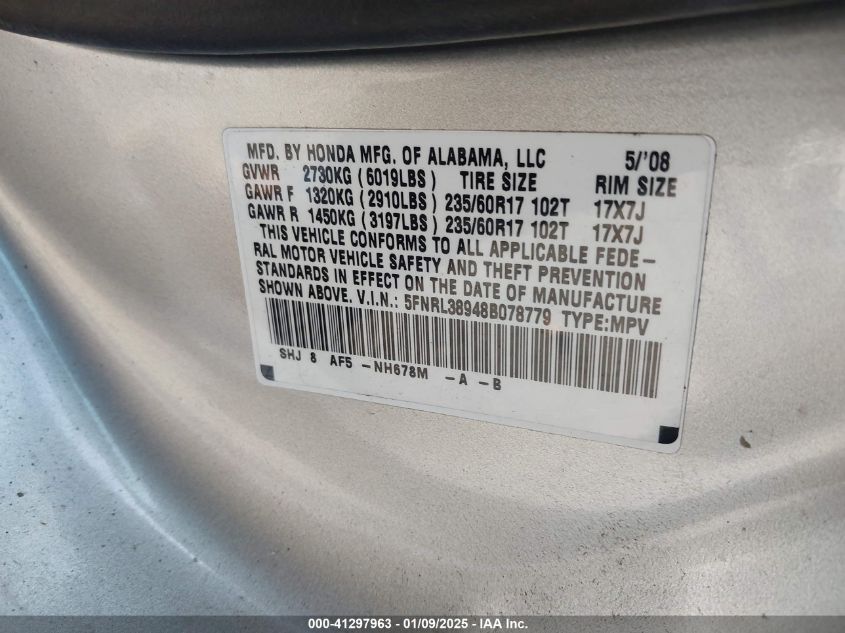 MFD. BY HONDA MFG. OF ALABAMA, LLC 5/'08
GVWR 2730KG (6019LBS) TIRE SIZE RIM SIZE
GAWR F 1320KG (2910LBS) 235/60R17 102T 17X7J
GAWR R 1450KG (3197LBS) 235/60R17 102T 17X7J
THIS VEHICLE CONFORMS TO ALL APPLICABLE FEDE-
RAL MOTOR VEHICLE SAFETY AND THEFT PREVENTION
STANDARDS IN EFFECT ON THE DATE OF MANUFACTURE
SHOWN ABOVE. V.I.N.: 5FNRL38948B078779 TYPE:MPV
SHJ 8 AF5 -NH678M -A -B
000-41297963 - 01/09/2025 - IAA Inc.